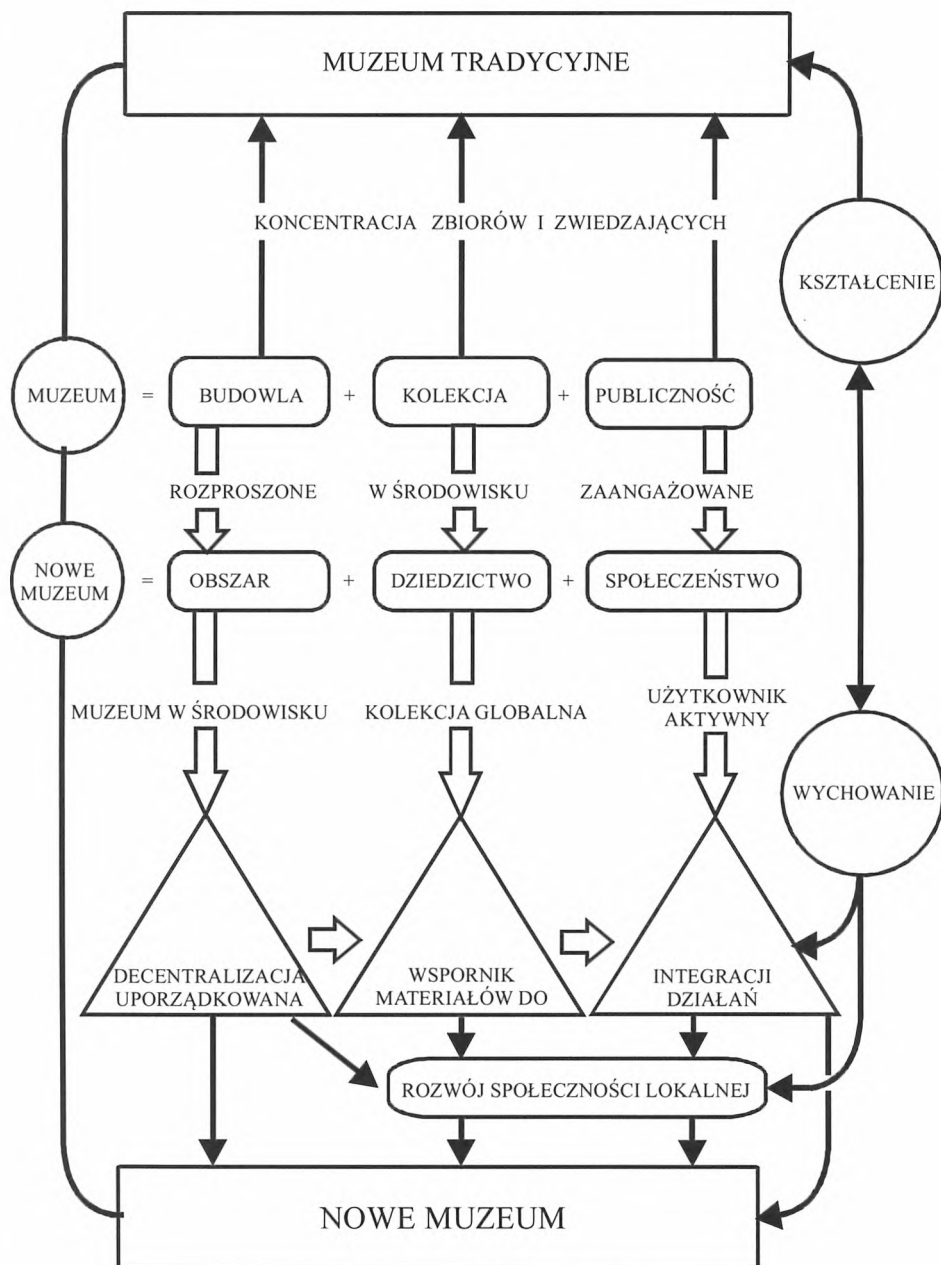 MUZEUM TRADYCYJNE
KONCENTRACJA ZBIORÓW I ZWIEDZAJĄCYCH
KSZTAŁCENIE
MUZEUM = BUDOWLA + KOLEKCJA + PUBLICZNOŚĆ
ROZPROSZONE W ŚRODOWISKU ZAANGAŻOWANE
NOWE
MUZEUM = OBSZAR + DZIEDZICTWO + SPOŁECZEŃSTWO
MUZEUM W ŚRODOWISKU KOLEKCJA GLOBALNA
UŻYTKOWNIK
AKTYWNY
WYCHOWANIE
DECENTRALIZACJA
UPORZĄDKOWANA
WSPORNIK
MATERIAŁÓW DO
INTEGRACJI
DZIAŁAŃ
ROZWÓJ SPOŁECZNOŚCI LOKALNEJ
NOWE MUZEUM